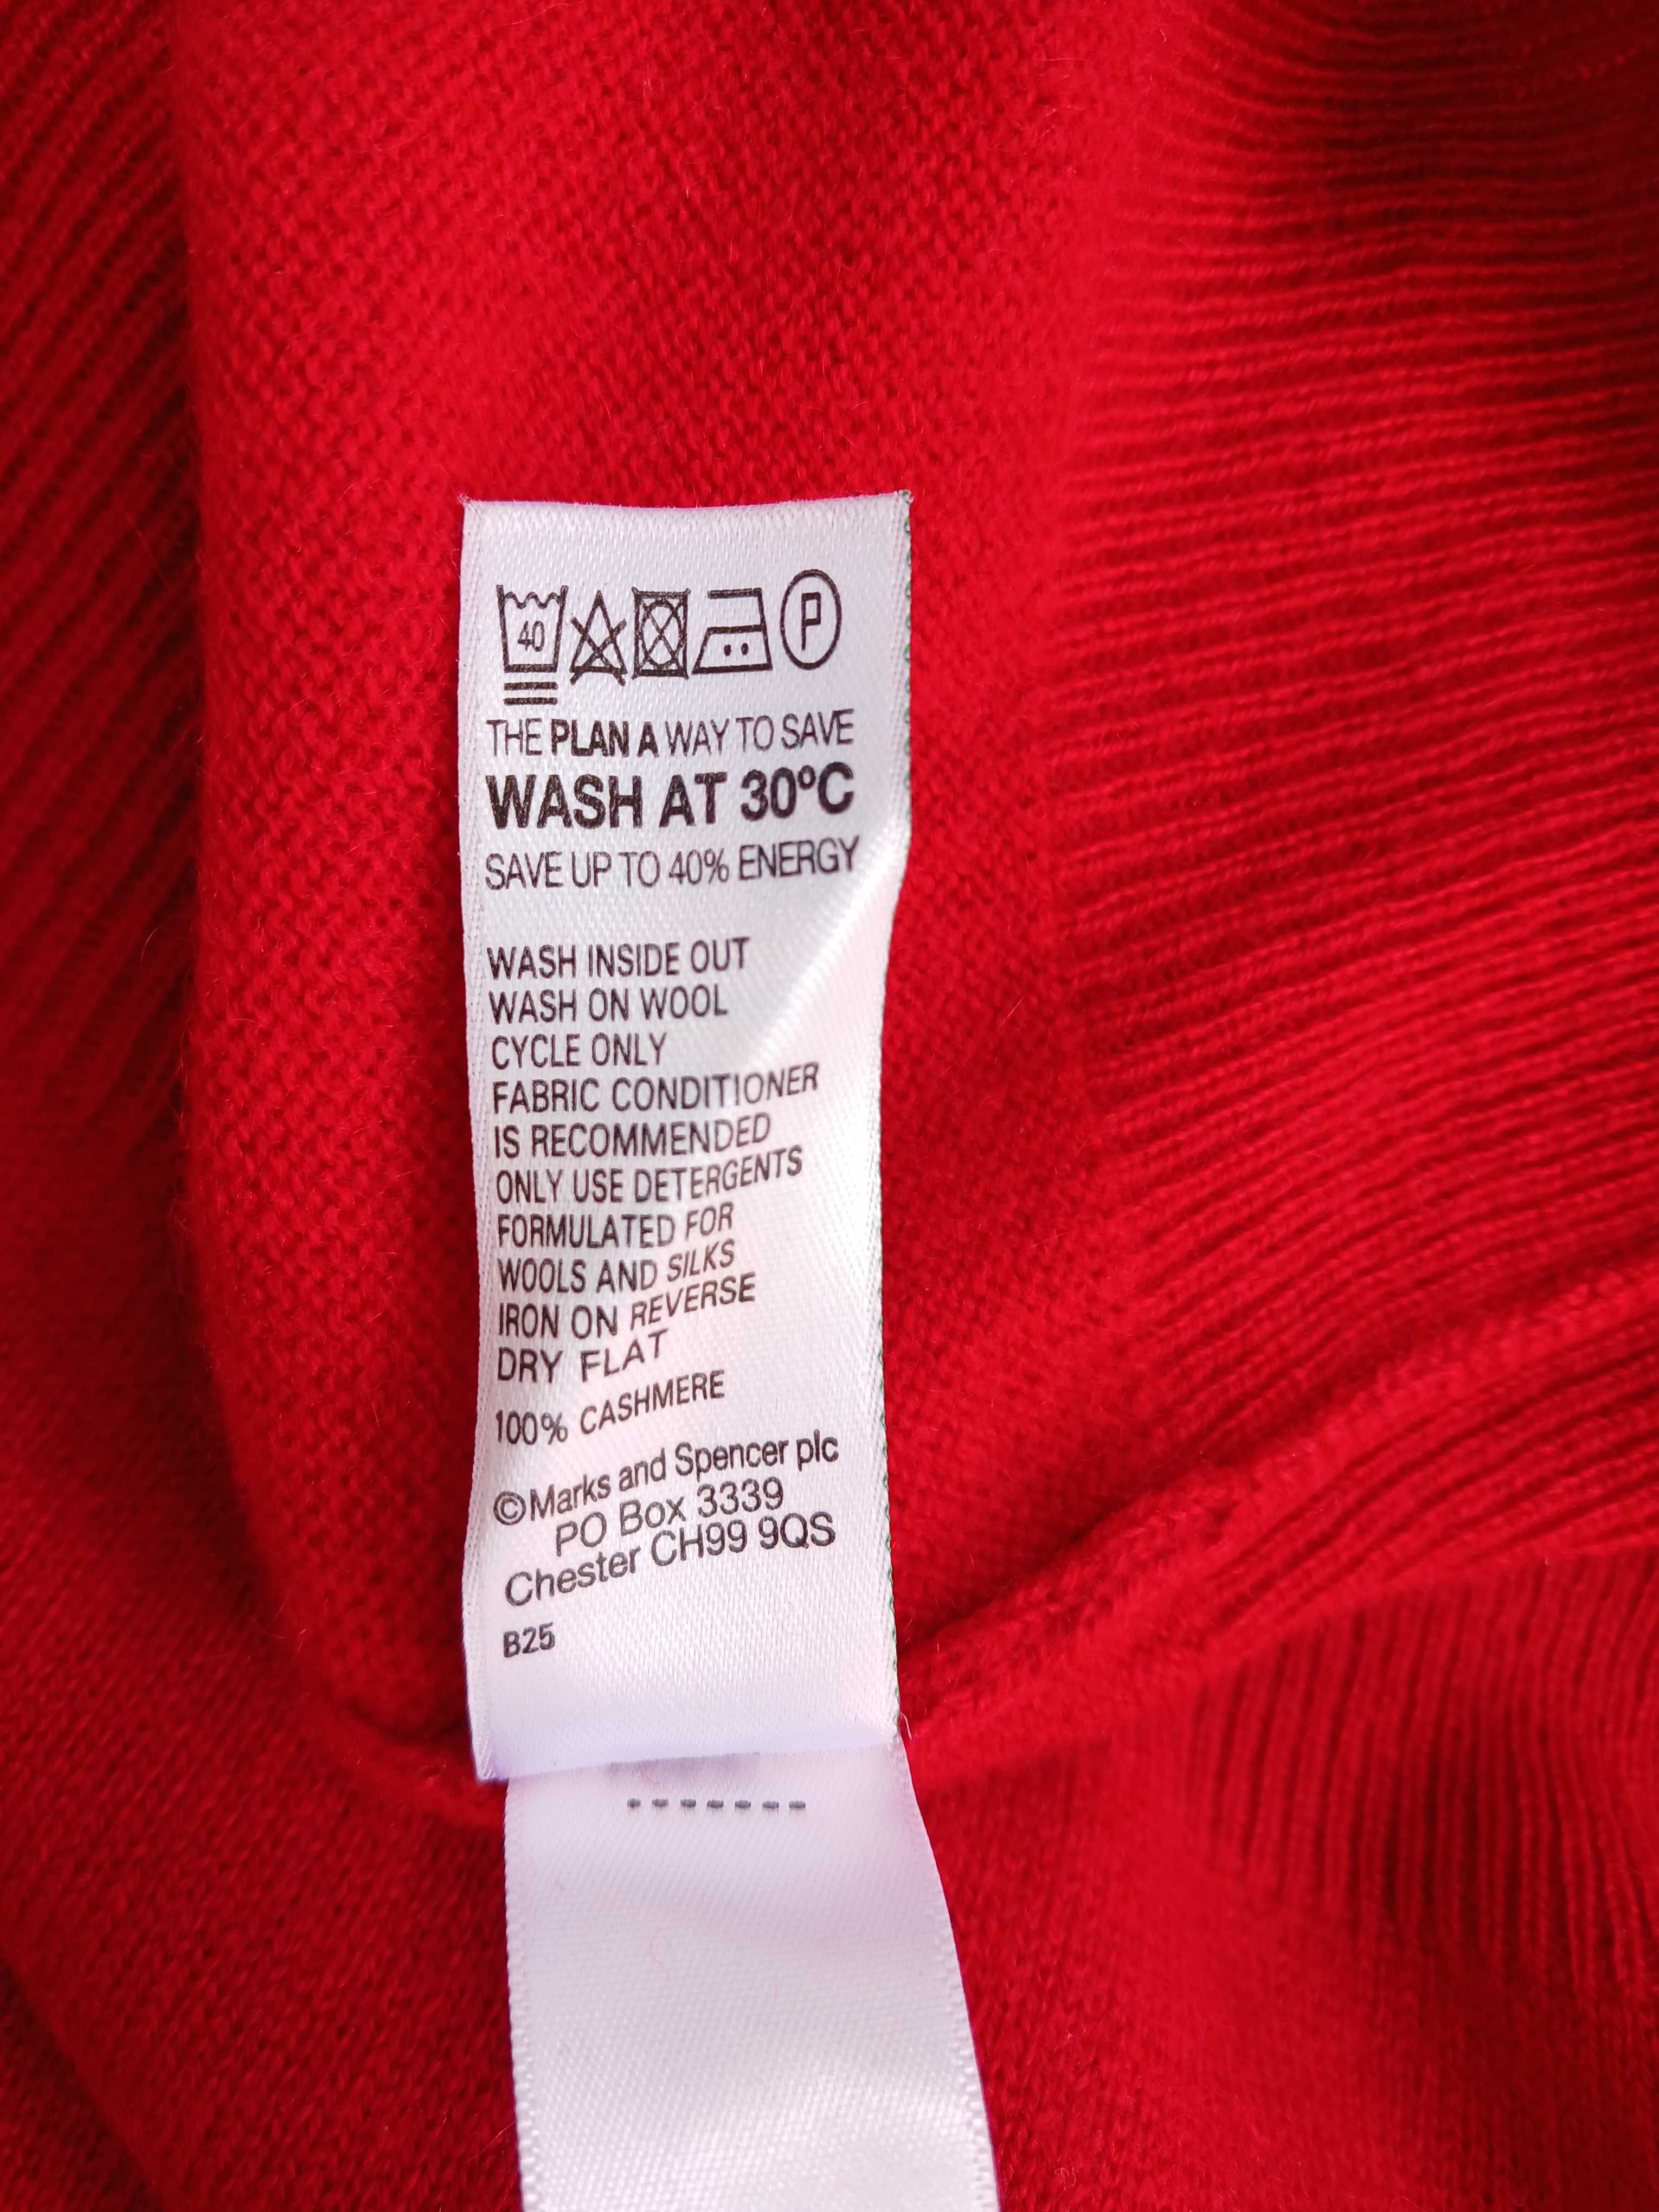 40
P
THE PLAN A WAY TO SAVE
WASH AT 30ºC
SAVE UP TO 40% ENERGY
WASH INSIDE OUT
WASH ON WOOL
CYCLE ONLY
FABRIC CONDITIONER
IS RECOMMENDED
ONLY USE DETERGENTS
FORMULATED FOR
WOOLS AND SILKS
IRON ON REVERSE
DRY FLAT
100% CASHMERE
©Marks and Spencer plc
PO Box 3339
Chester CH99 9QS
B25